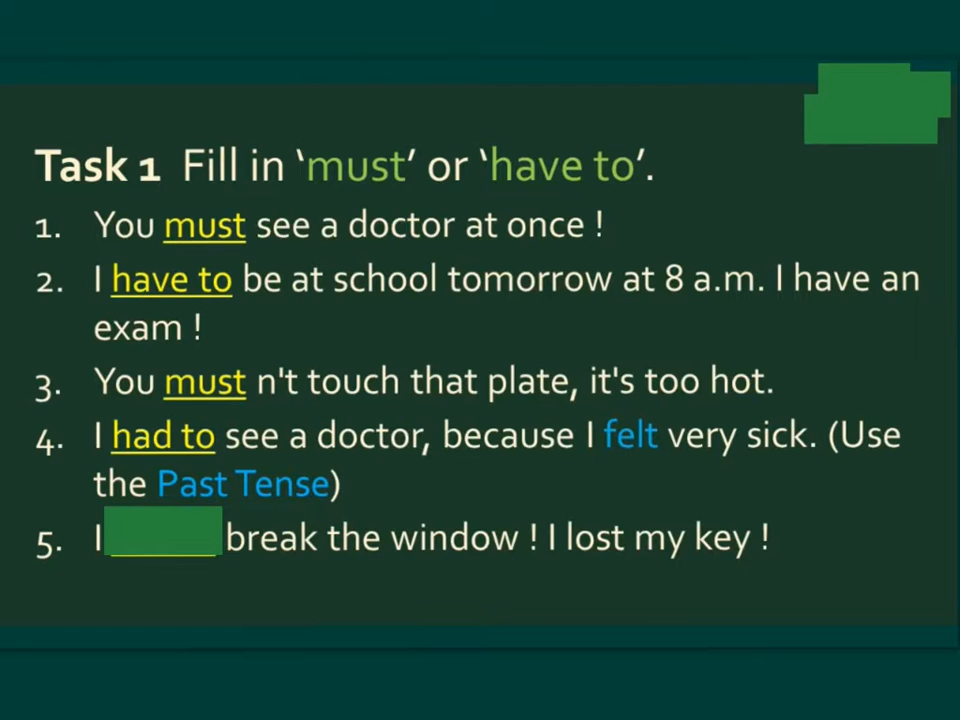 Task 1 Fill in ‘must’ or ‘have to’.
1. You must see a doctor at once !
2. I have to be at school tomorrow at 8 a.m. I have an
exam !
3. You must n't touch that plate, it's too hot.
4. I had to see a doctor, because I felt very sick. (Use
the Past Tense)
5. I break the window ! I lost my key !